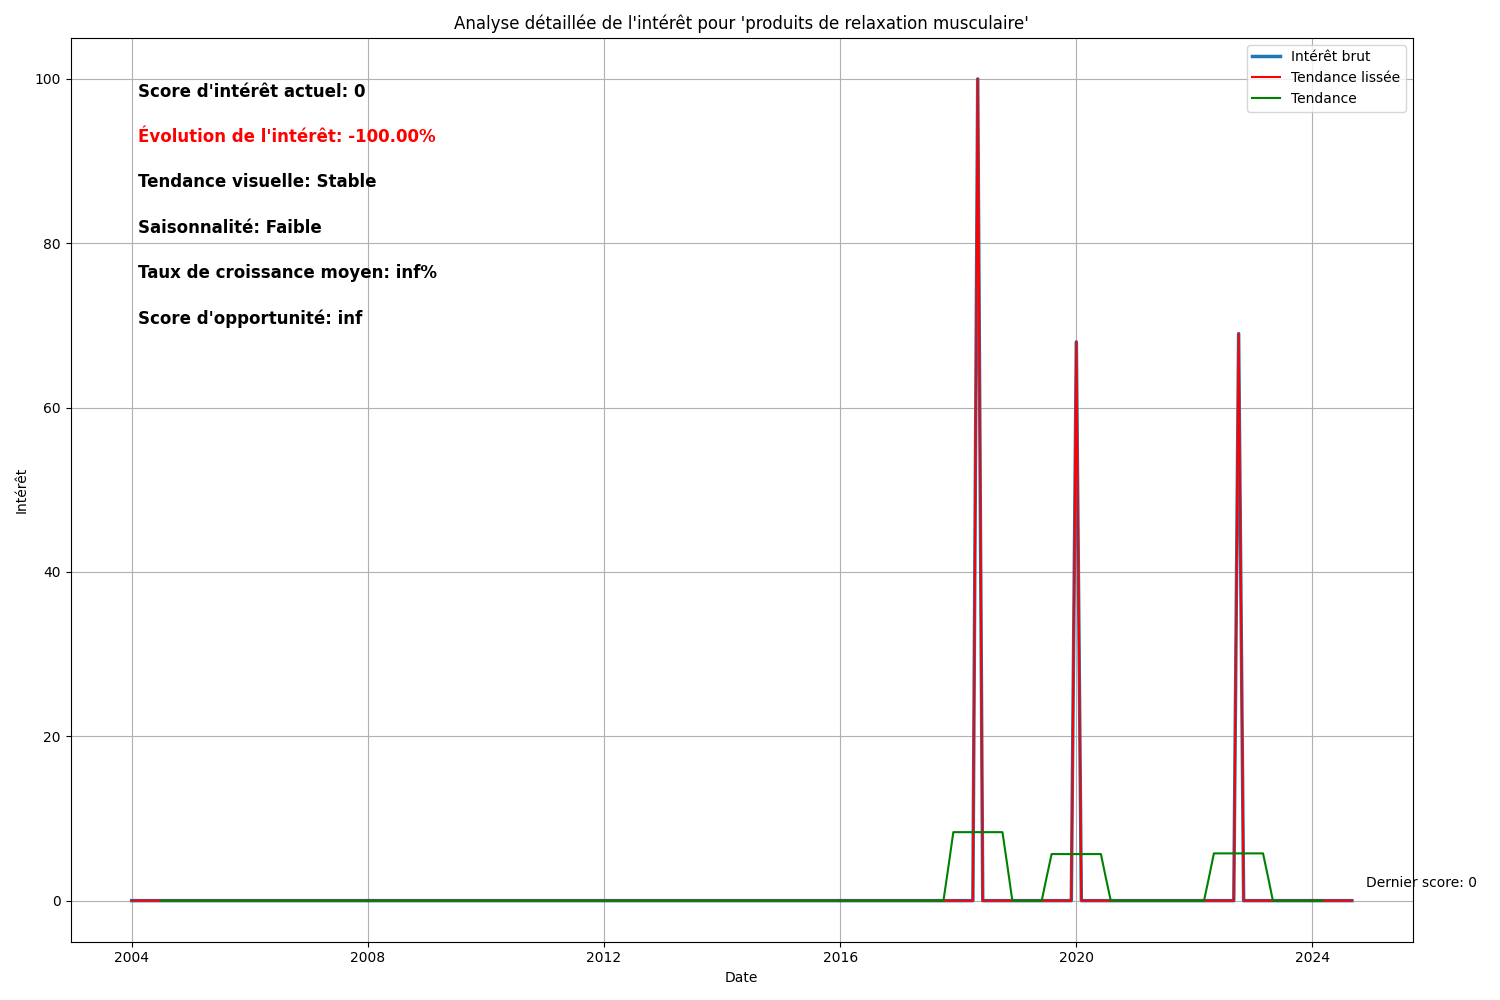 Analyse détaillée de l'intérêt pour 'produits de relaxation musculaire'
Intérêt brut
Tendance lissée
Tendance
Score d'intérêt actuel: 0
Évolution de l'intérêt: -100.00%
Tendance visuelle: Stable
Saisonnalité: Faible
Taux de croissance moyen: inf%
Score d'opportunité: inf
100
80
60
40
20
0
Intérêt
Dernier score: 0
2004
2008
2012
2016
2020
2024
Date